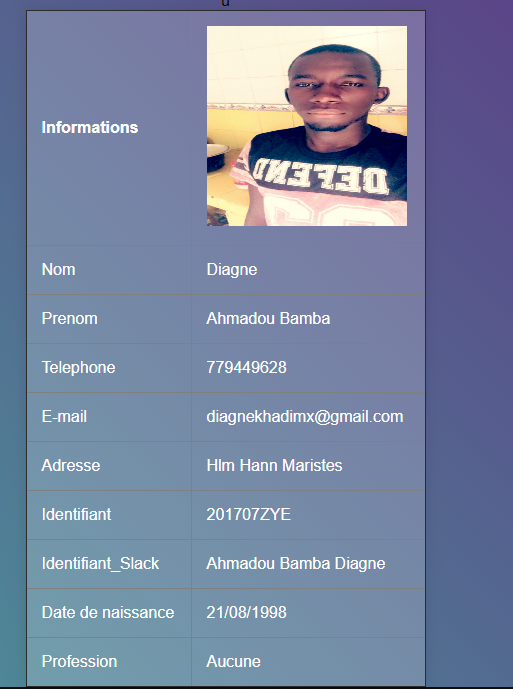 u
Informations
DEFEND
Nom Diagne
Prenom Ahmadou Bamba
Telephone 779449628
E-mail diagnekhadimx@gmail.com
Adresse Hlm Hann Maristes
Identifiant 201707ZYE
Identifiant_Slack Ahmadou Bamba Diagne
Date de naissance 21/08/1998
Profession Aucune